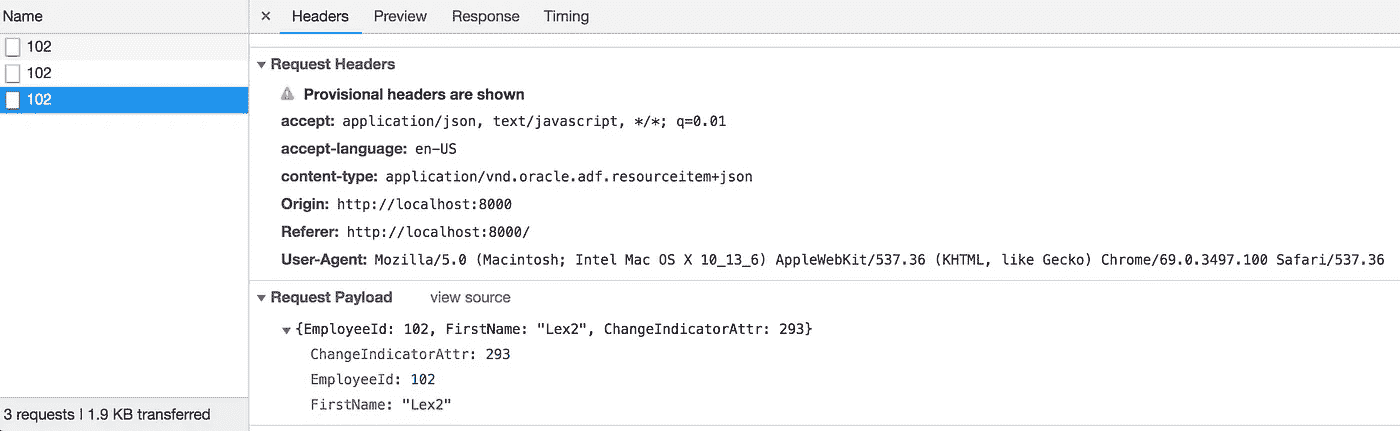 Name
102
102
102
3 requests | 1.9 KB transferred
× Headers Preview Response Timing
▼ Request Headers
⚠ Provisional headers are shown
accept: application/json, text/javascript, */*; q=0.01
accept-language: en-US
content-type: application/vnd.oracle.adf.resourceitem+json
Origin: http://localhost:8000
Referer: http://localhost:8000/
User-Agent: Mozilla/5.0 (Macintosh; Intel Mac OS X 10_13_6) AppleWebKit/537.36 (KHTML, like Gecko) Chrome/69.0.3497.100 Safari/537.36
▼ Request Payload view source
▼ {EmployeeId: 102, FirstName: "Lex2", ChangeIndicatorAttr: 293}
ChangeIndicatorAttr: 293
EmployeeId: 102
FirstName: "Lex2"